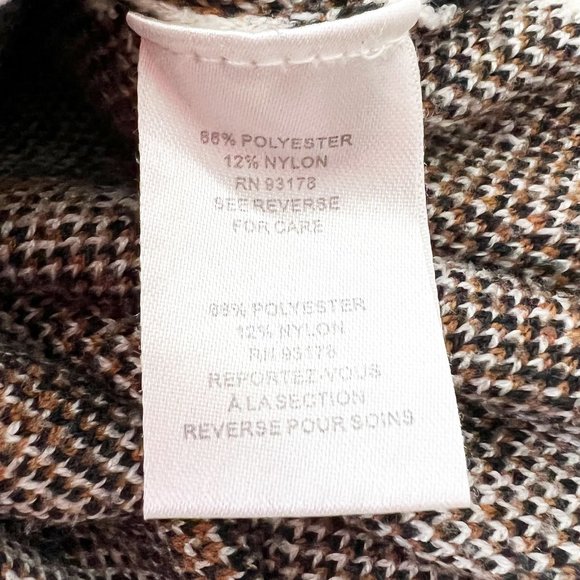 88% POLYESTER
12% NYLON
RN 93178
SEE REVERSE
FOR CARE
88% POLYESTER
12% NYLON
RN 93178
REPORTEZ-VOUS
À LA SECTION
REVERSE POUR SOINS